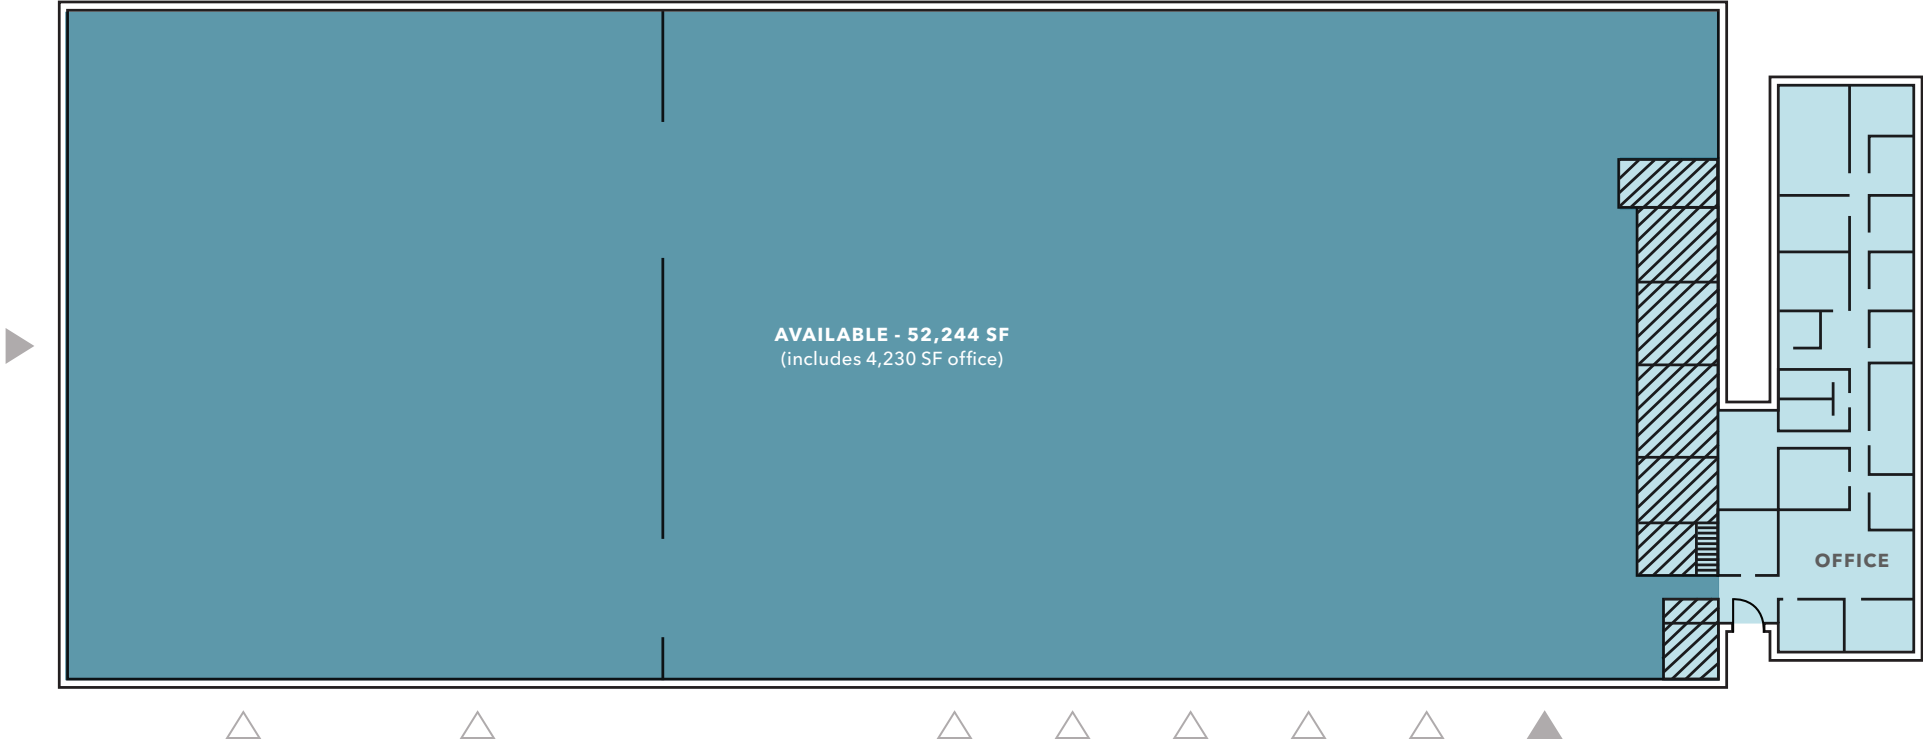 AVAILABLE - 52,244 SF
(includes 4,230 SF office)
OFFICE